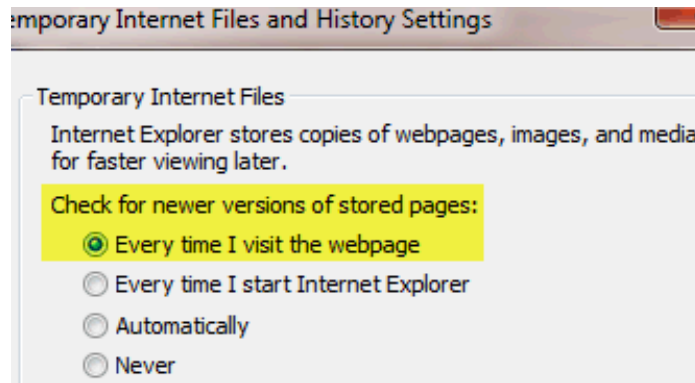 emporary Internet Files and History Settings
Temporary Internet Files
Internet Explorer stores copies of webpages, images, and media
for faster viewing later.
Check for newer versions of stored pages:
Every time I visit the webpage
Every time I start Internet Explorer
Automatically
Never